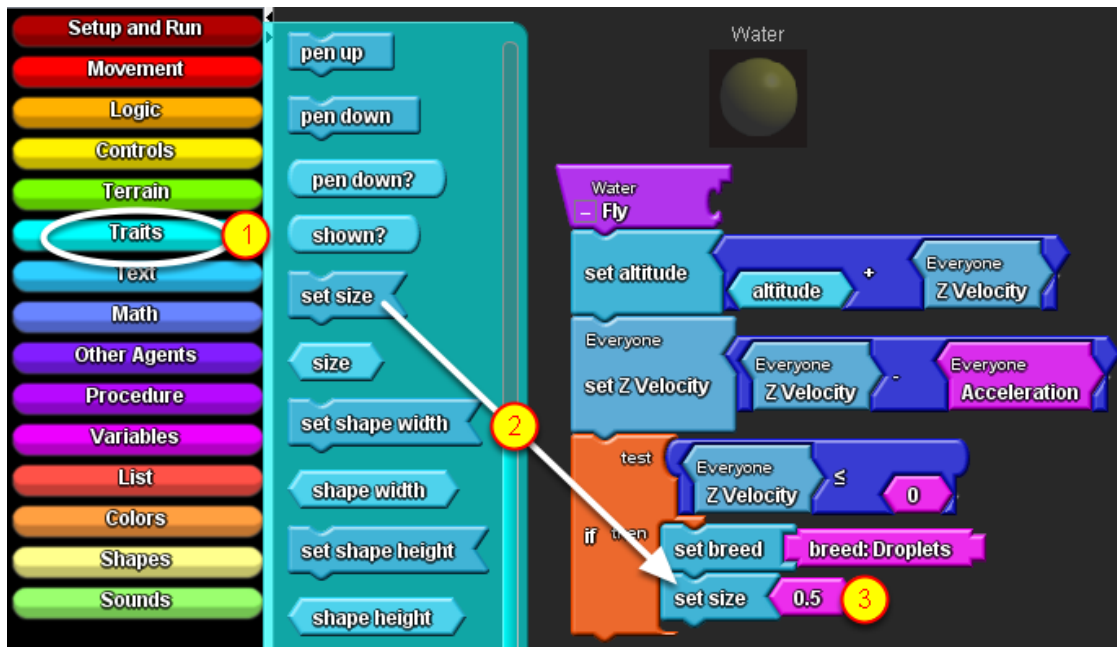 Setup and Run
Movement
Logic
Controls
Terrain
Traits
Text
Math
Other Agents
Procedure
Variables
List
Colors
Shapes
Sounds
1
pen up
pen down
pen down?
shown?
set size
size
set shape width
shape width
set shape height
shape height
2
Water
Water
Fly
set altitude
altitude
+
Everyone
Z Velocity
Everyone
set Z Velocity
Everyone
Z Velocity
-
Everyone
Acceleration
test
Everyone
Z Velocity
≤
0
if
then
set breed
breed: Droplets
set size
0.5
3